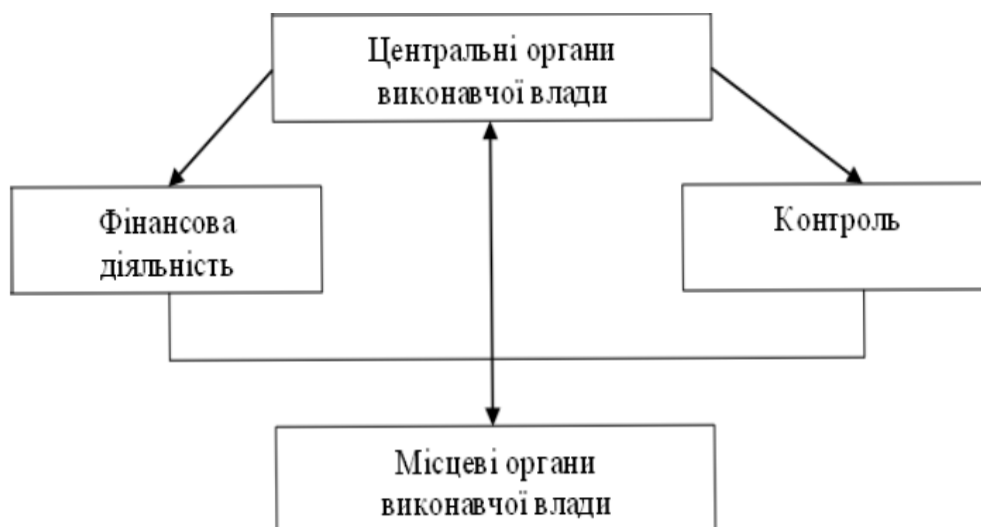 Центральні органи
виконавчої влади
Фінансова
діяльність
Контроль
Місцеві органи
виконавчої влади